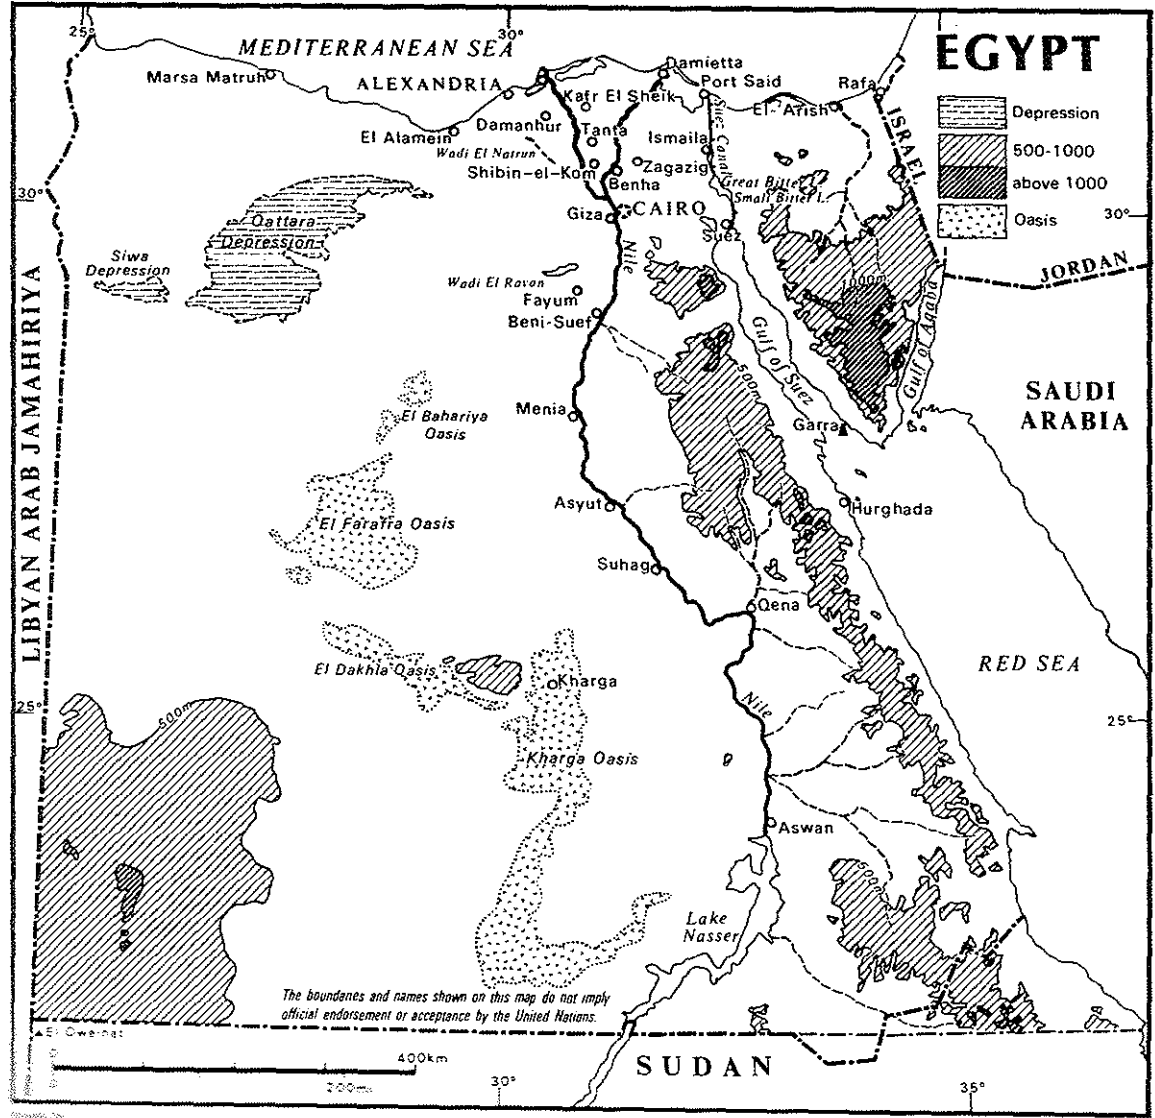 25°
30°
MEDITERRANEAN SEA
EGYPT
Marsa Matruh
ALEXANDRIA
Damietta
Port Said
Rafa
Kafr El Sheik
El-Arish
El Alamein
Damanhur
Tanta
Ismaila
Suez Canal
ISRAEL
Wadi El Natrun
Shibin-el-Kom
Zagazig
Benha
Great Bitter
Small Bitter L.
Depression
500-1000
above 1000
Oasis
30°
30°
Giza
CAIRO
Suez
Qattara
Depression
Siwa
Depression
Nile
JORDAN
Wadi El Rayan
Fayum
Beni-Suef
Gulf of Suez
Gulf of Aqaba
500m
LIBYAN ARAB JAMAHIRIYA
SAUDI
ARABIA
Menia
El Bahariya
Oasis
Garra
Asyut
Hurghada
El Farafra Oasis
Suhag
Qena
El Dakhla Oasis
Kharga
RED SEA
25°
25°
500m
Nile
Kharga Oasis
Aswan
500m
Lake
Nasser
The boundaries and names shown on this map do not imply
official endorsement or acceptance by the United Nations.
El Oweinat
SUDAN
400km
200mi
30°
35°